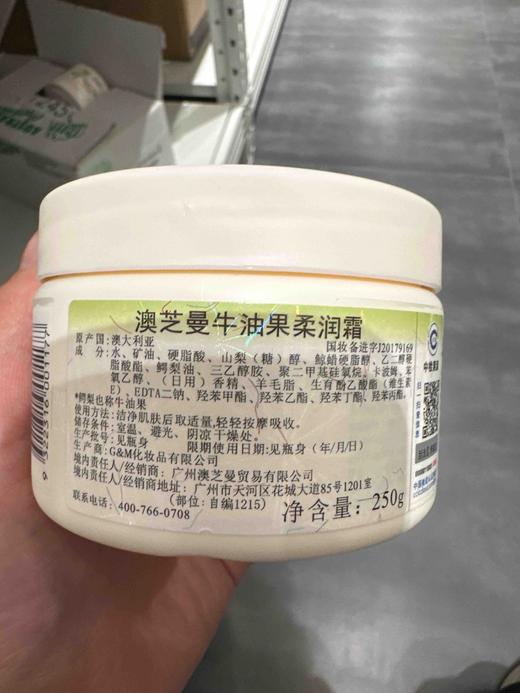 澳芝曼牛油果柔润霜
原产国：澳大利亚
国妆备进字J20179169
成 分：水、矿油、硬脂酸、山梨（糖）醇、鲸蜡硬脂醇、乙二醇硬
脂酸酯、鳄梨油、三乙醇胺、聚二甲基硅氧烷、卡波姆、苯
氧乙醇、（日用）香精、羊毛脂、生育酚乙酸酯（维生素
E）、EDTA二钠、羟苯甲酯、羟苯乙酯、羟苯丁酯、羟苯丙酯。
*鳄梨也称牛油果
使用方法：洁净肌肤后取适量，轻轻按摩吸收。
储存条件：室温、避光、阴凉干燥处。
生产批号：见瓶身 限期使用日期:见瓶身（年/月/日）
生产商：G&M化妆品有限公司
境内责任人/经销商：广州澳芝曼贸易有限公司
境内责任人/经销商地址：广州市天河区花城大道85号1201室
（部位：自编1215）
联系电话：400-766-0708
净含量：250g
9 322316 001177
中检溯源
扫一扫查信息